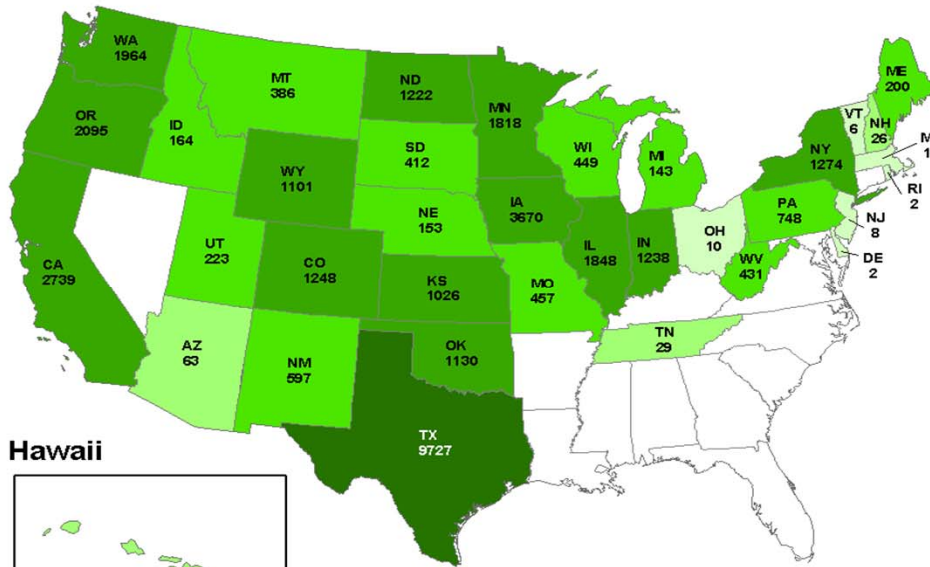 WA
1964
MT
386
ND
1222
MN
1818
ME
200
VT
6
NH
26
OR
2095
ID
164
SD
412
WI
449
MI
143
NY
1274
M
1
RI
2
WY
1101
IA
3670
PA
748
NJ
8
NE
153
OH
10
DE
2
CA
2739
UT
223
CO
1248
IL
1848
IN
1238
WV
431
KS
1026
MO
457
AZ
63
NM
597
OK
1130
TN
29
TX
9727
Hawaii